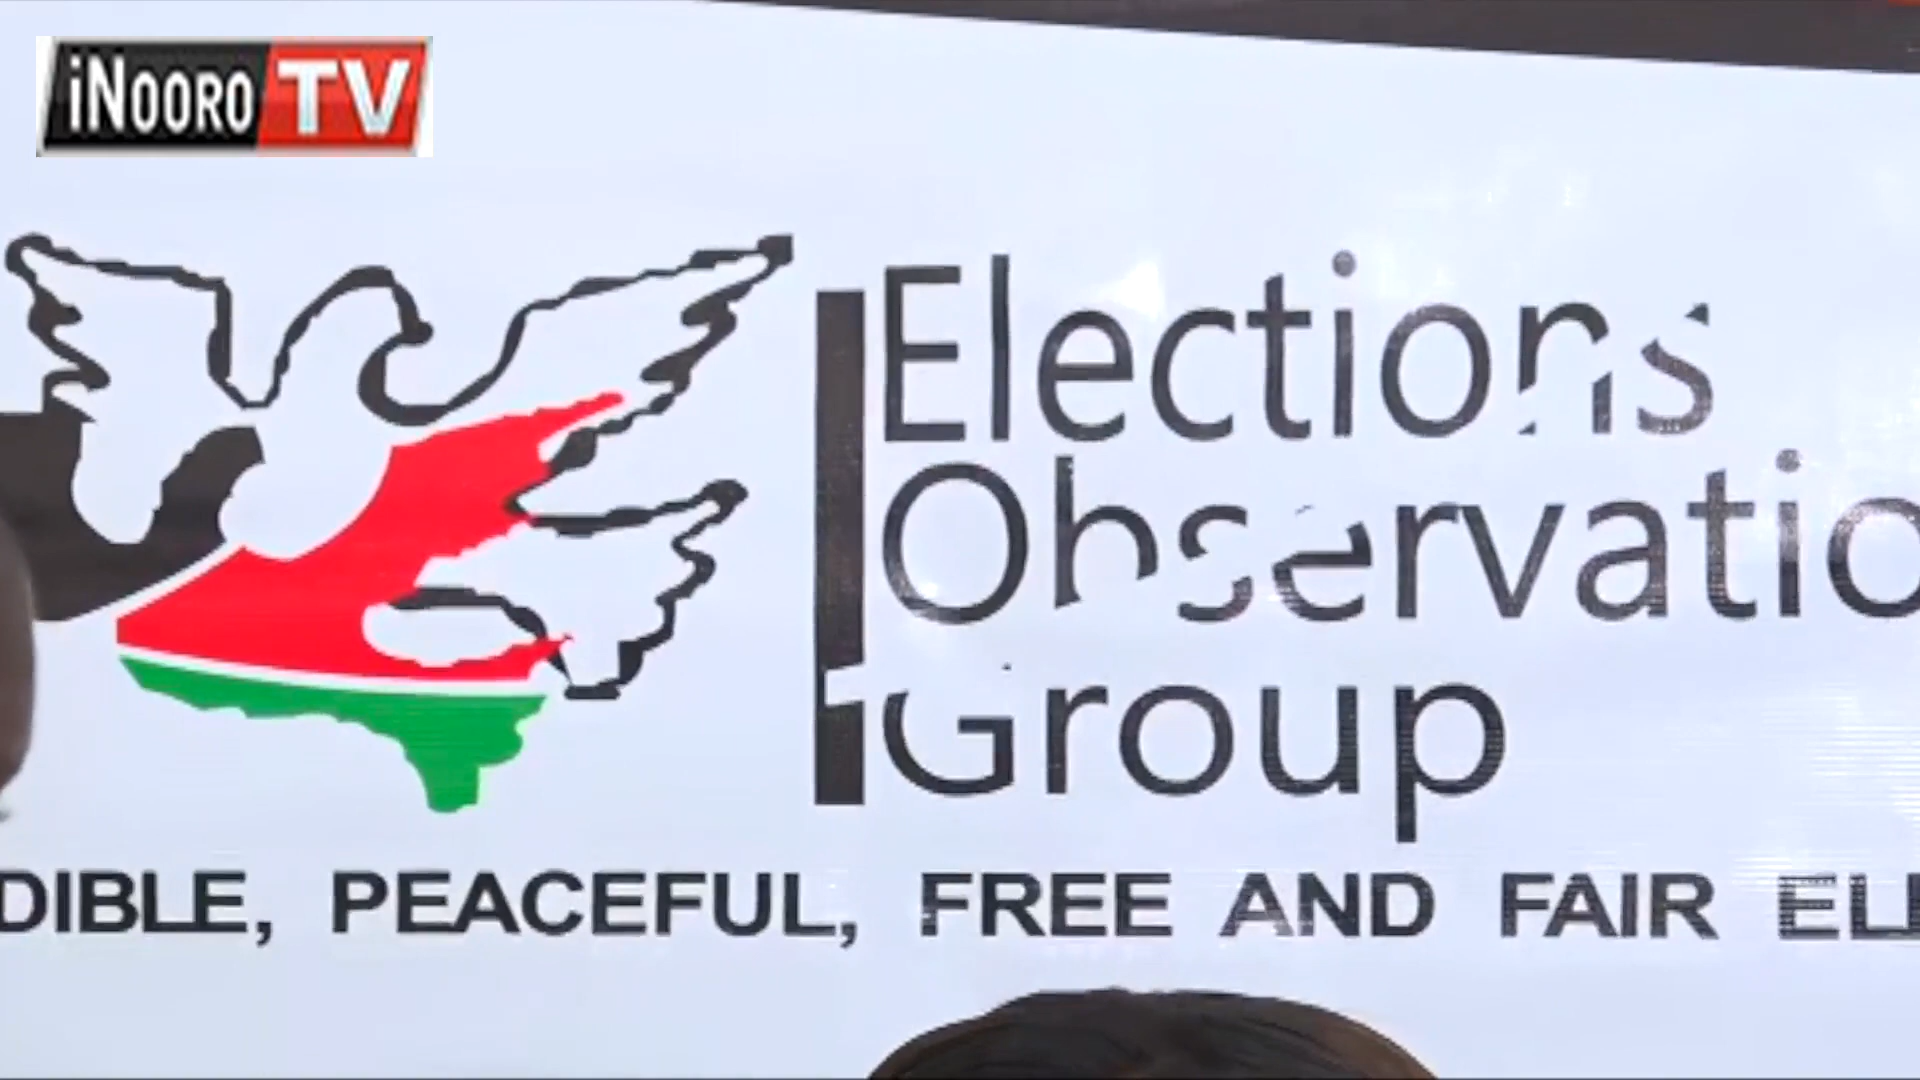 iNOORO TV
Elections
Observatio
Group
DIBLE, PEACEFUL, FREE AND FAIR EL